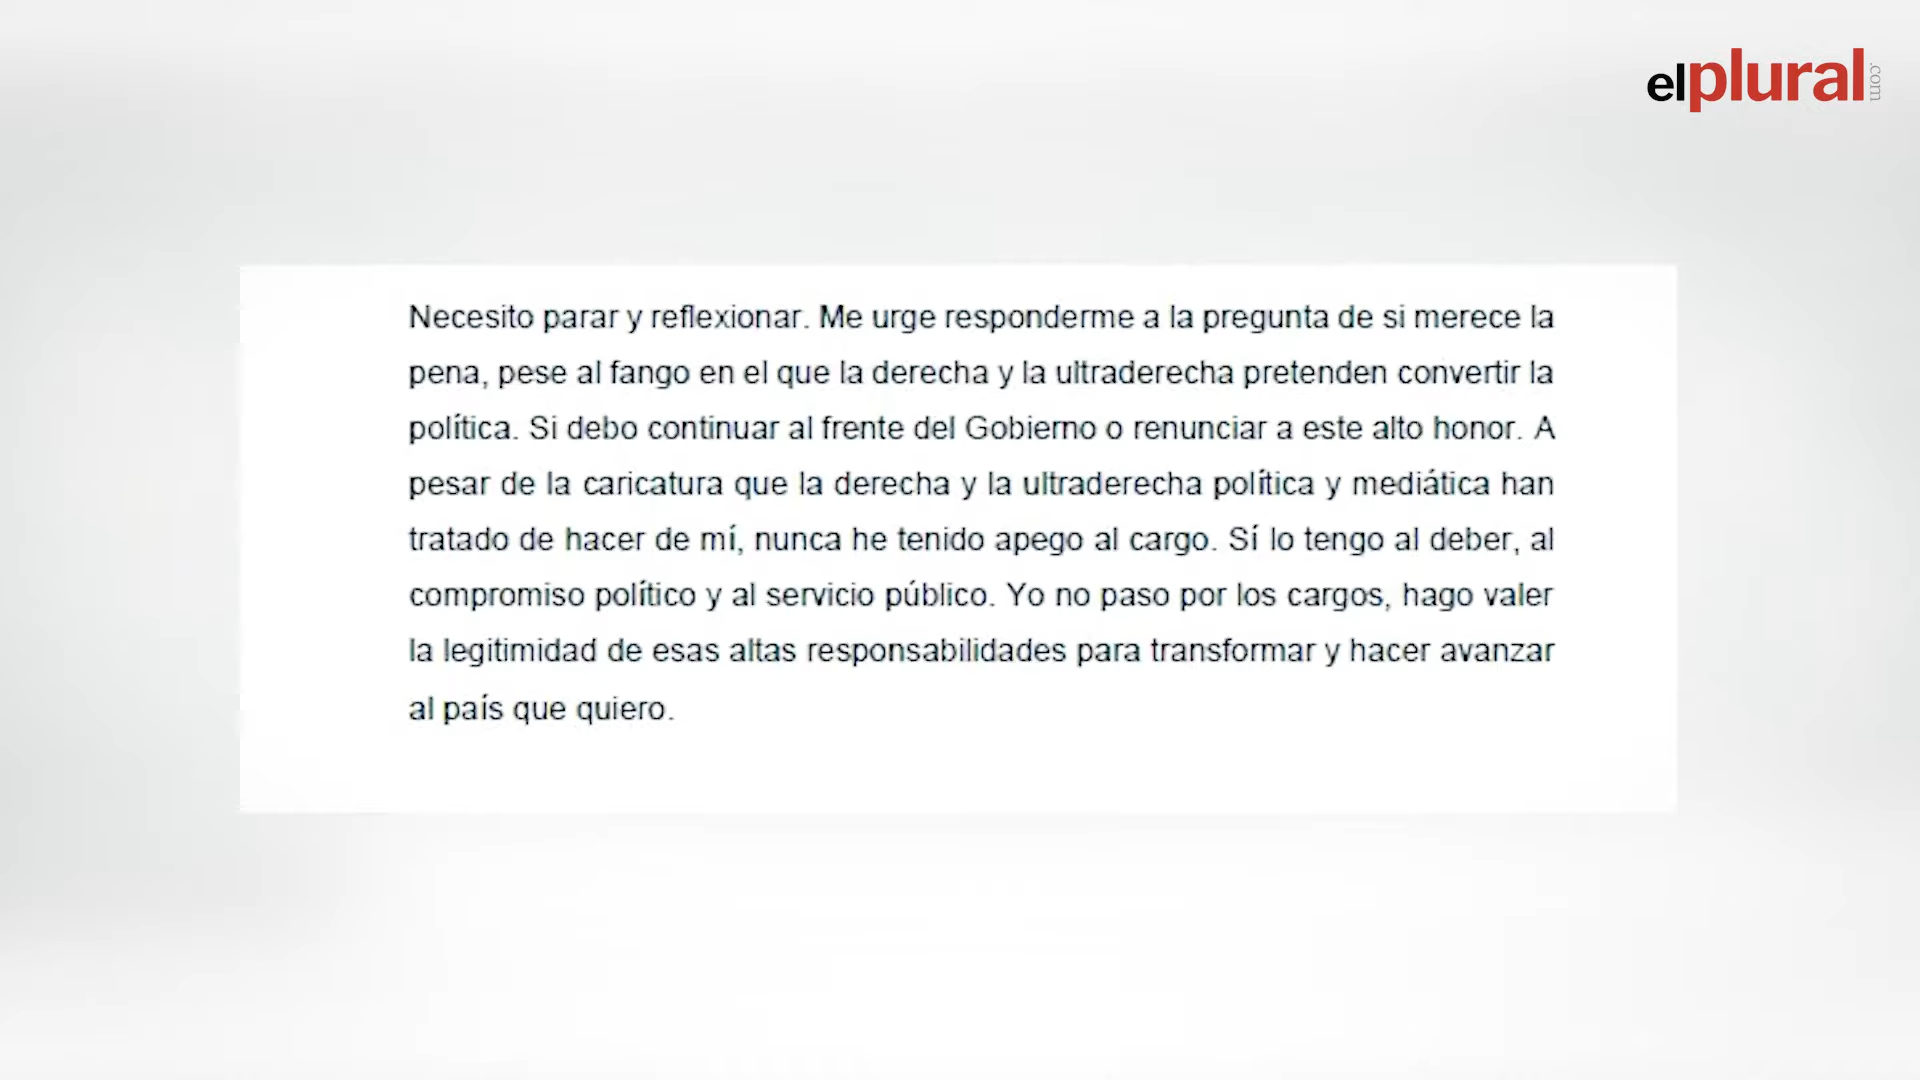 elplural.com
Necesito parar y reflexionar. Me urge responderme a la pregunta de si merece la
pena, pese al fango en el que la derecha y la ultraderecha pretenden convertir la
política. Si debo continuar al frente del Gobierno o renunciar a este alto honor. A
pesar de la caricatura que la derecha y la ultraderecha política y mediática han
tratado de hacer de mí, nunca he tenido apego al cargo. Sí lo tengo al deber, al
compromiso político y al servicio público. Yo no paso por los cargos, hago valer
la legitimidad de esas altas responsabilidades para transformar y hacer avanzar
al país que quiero.